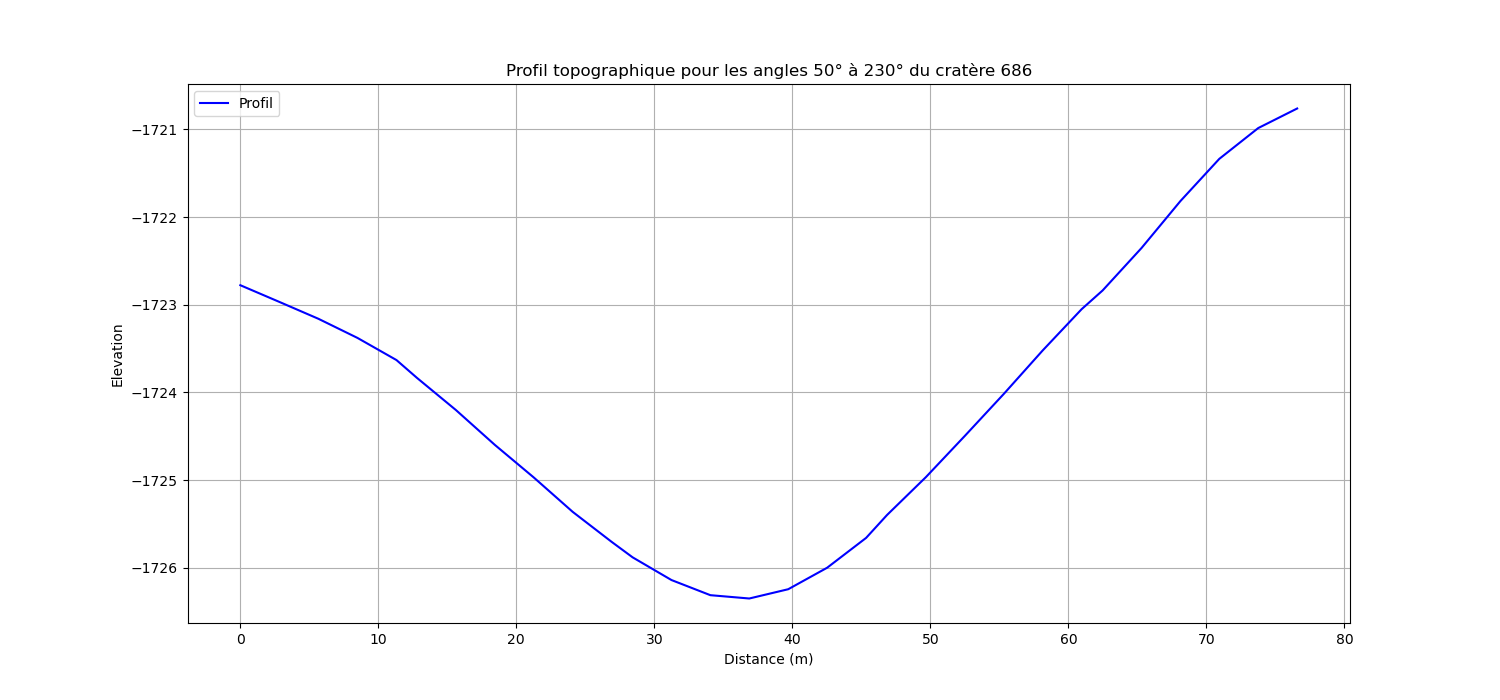 Profil topographique pour les angles 50° à 230° du cratère 686
Profil
−1721
−1722
−1723
−1724
−1725
−1726
Elevation
0 10 20 30 40 50 60 70 80
Distance (m)